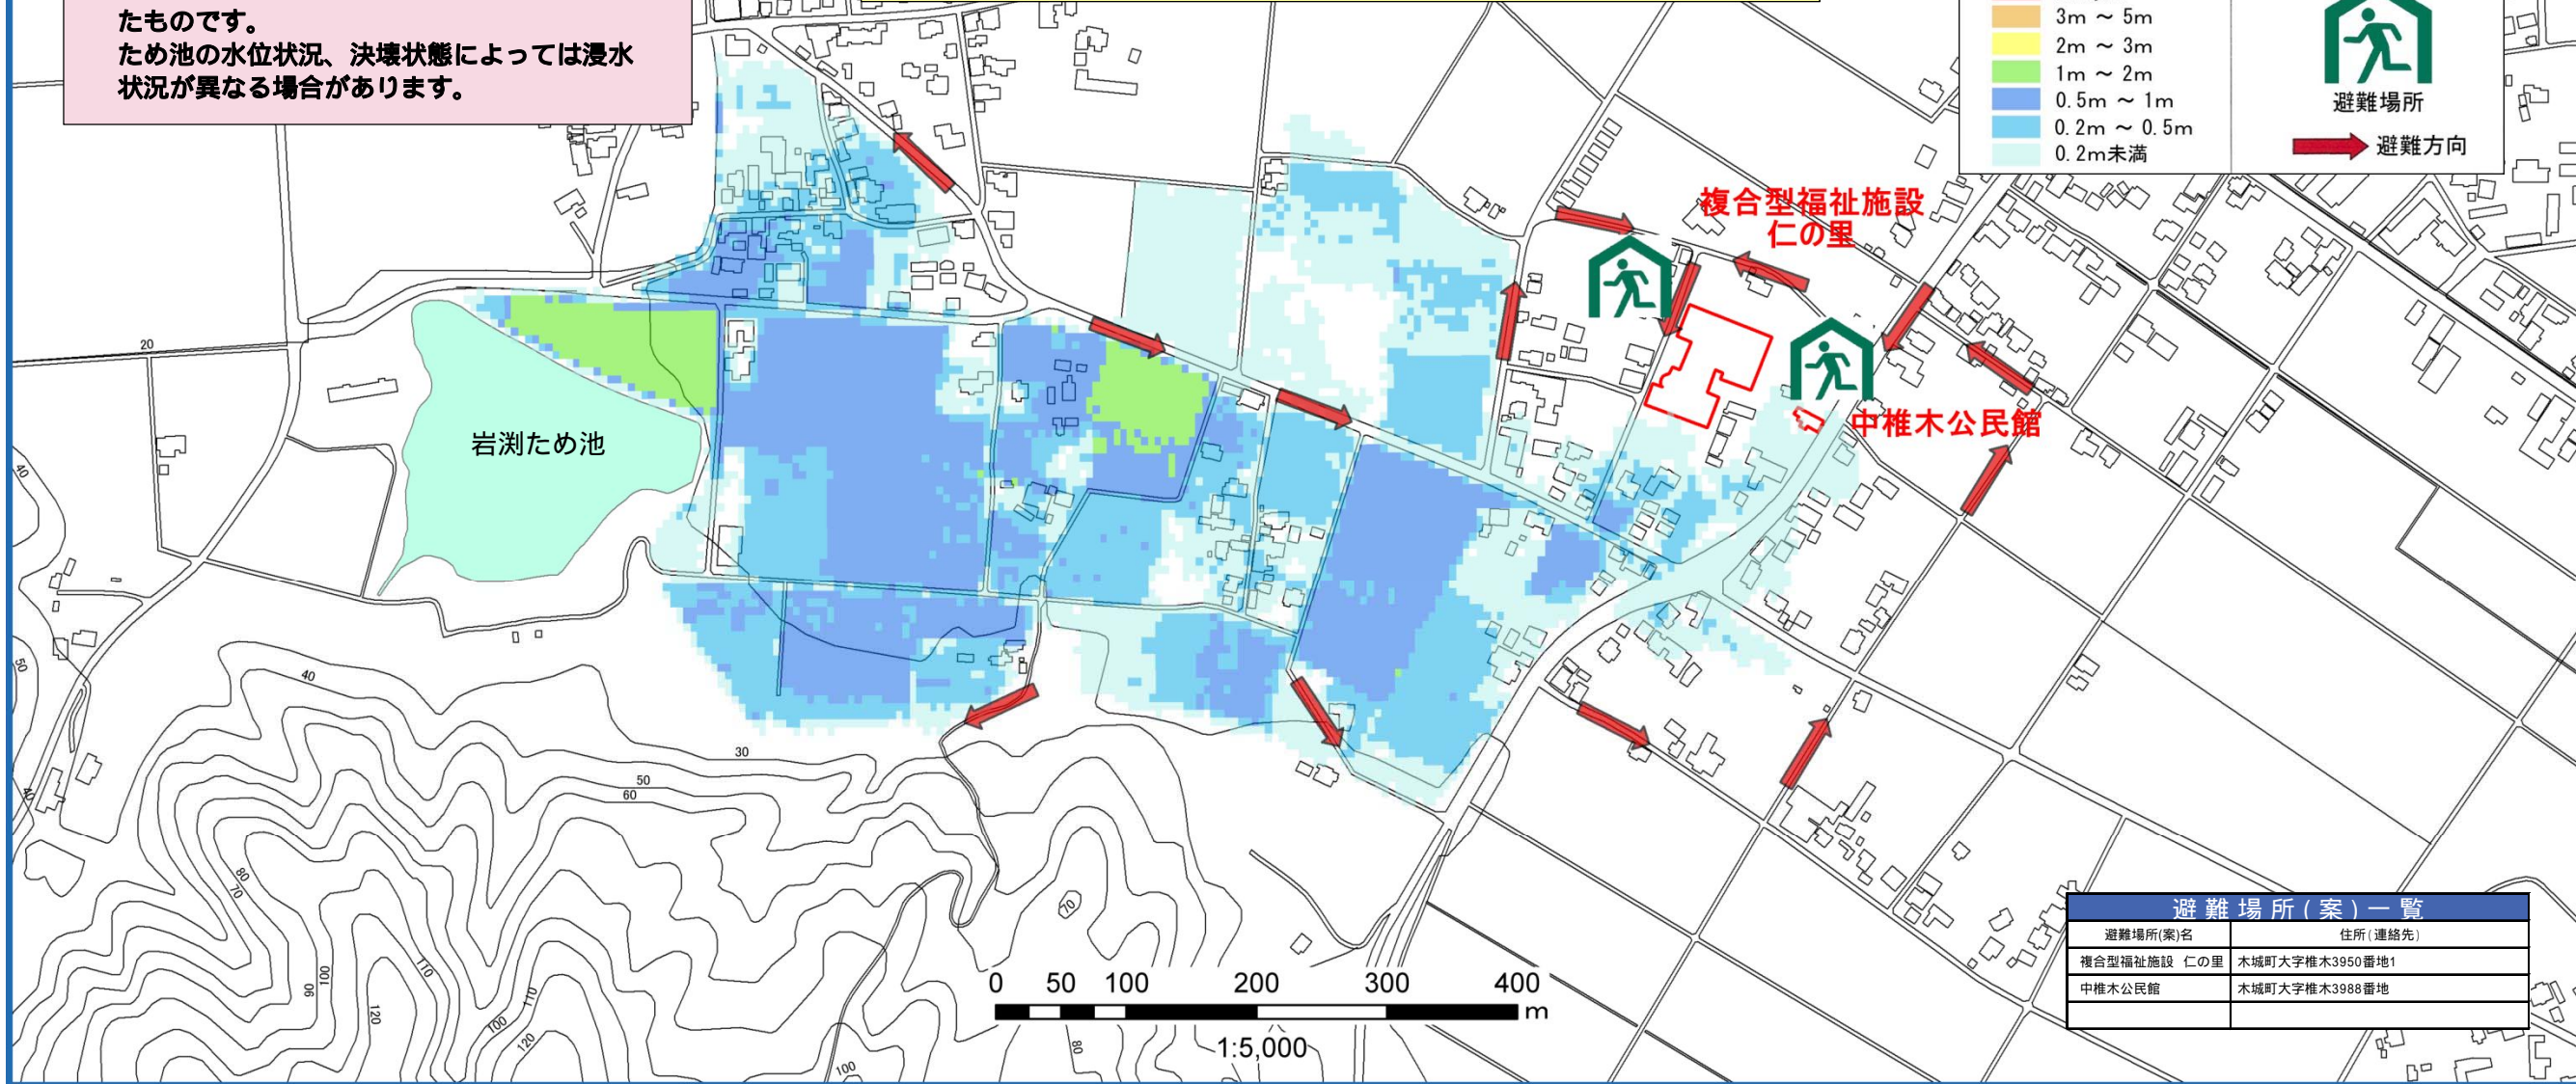 たものです。
ため池の水位状況、決壊状態によっては浸水
状況が異なる場合があります。
3m ～ 5m
2m ～ 3m
1m ～ 2m
0.5m ～ 1m
0.2m ～ 0.5m
0.2m未満
避難場所
避難方向
複合型福祉施設
仁の里
中椎木公民館
岩渕ため池
20
40
50
40
40
30
50
60
80
70
90
100
110
120
110
100
120
70
80
100
0 50 100 200 300 400
m
1:5,000
避難場所(案)一覧
避難場所(案)名 住所(連絡先)
複合型福祉施設 仁の里 木城町大字椎木3950番地1
中椎木公民館 木城町大字椎木3988番地